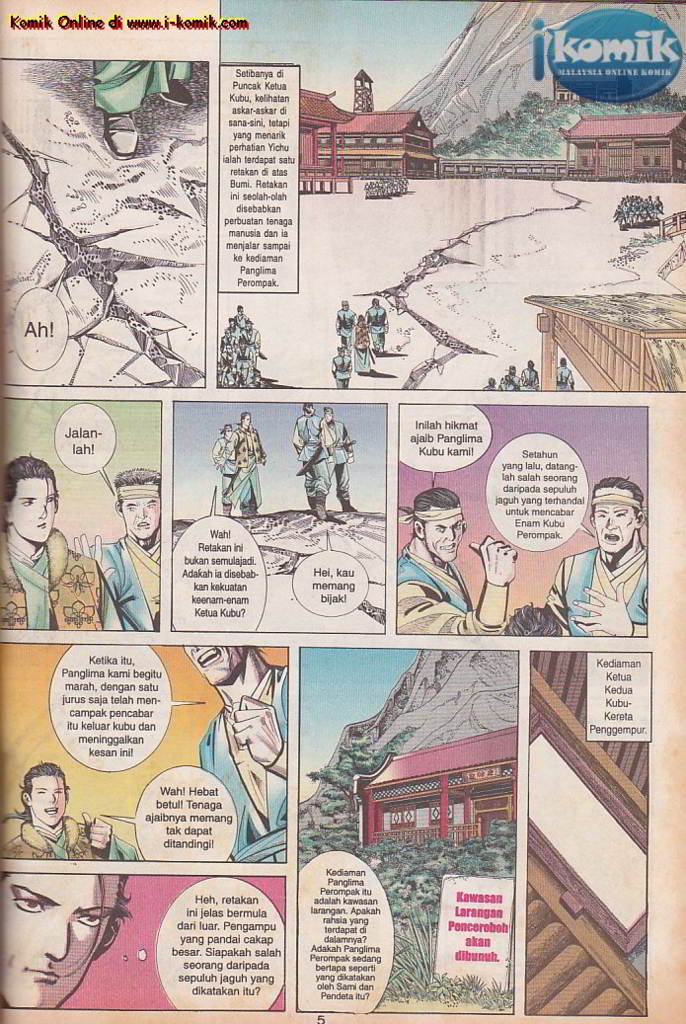 Komik Online di www.i-komik.com
ikomik
MALAYSIA ONLINE KOMIK
Setibanya di
Puncak Ketua
Kubu, kelihatan
askar-askar di
sana-sini, tetapi
yang menarik
perhatian Yichu
ialah terdapat satu
retakan di atas
Bumi. Retakan
ini seolah-olah
disebabkan
perbuatan tenaga
manusia dan ia
menjalar sampai
ke kediaman
Panglima
Perompak.
Ah!
Jalan-
lah!
Wah!
Retakan ini
bukan semulajadi.
Adakah ia disebab-
kan kekuatan
keenam-enam
Ketua Kubu?
Hei, kau
memang
bijak!
Inilah hikmat
ajaib Panglima
Kubu kami!
Setahun
yang lalu, datang-
lah salah seorang
daripada sepuluh
jaguh yang terhandal
untuk mencabar
Enam Kubu
Perompak.
Ketika itu,
Panglima kami begitu
marah, dengan satu
jurus saja telah men-
campak pencabar
itu keluar kubu dan
meninggalkan
kesan ini!
Wah! Hebat
betul! Tenaga
ajaibnya memang
tak dapat
ditandingi!
Heh, retakan
ini jelas bermula
dari luar. Pengampu
yang pandai cakap
besar. Siapakah salah
seorang daripada
sepuluh jaguh yang
dikatakan itu?
Kediaman
Panglima
Perompak itu
adalah kawasan
larangan. Apakah
rahsia yang
terdapat di
dalamnya?
Adakah Panglima
Perompak sedang
bertapa seperti
yang dikatakan
oleh Sami dan
Pendeta itu?
Kawasan
Larangan
Penceroboh
akan
dibunuh.
Kediaman
Ketua
Kedua
Kubu-
Kereta
Penggempur.
5